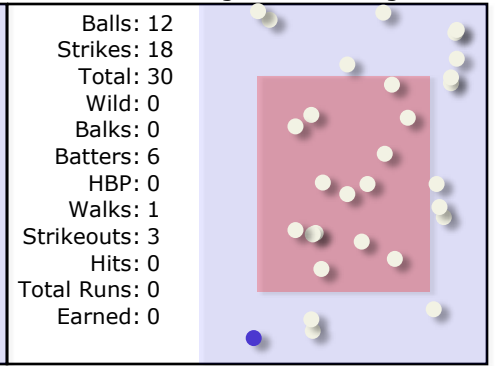 Balls: 12
Strikes: 18
Total: 30
Wild: 0
Balks: 0
Batters: 6
HBP: 0
Walks: 1
Strikeouts: 3
Hits: 0
Total Runs: 0
Earned: 0